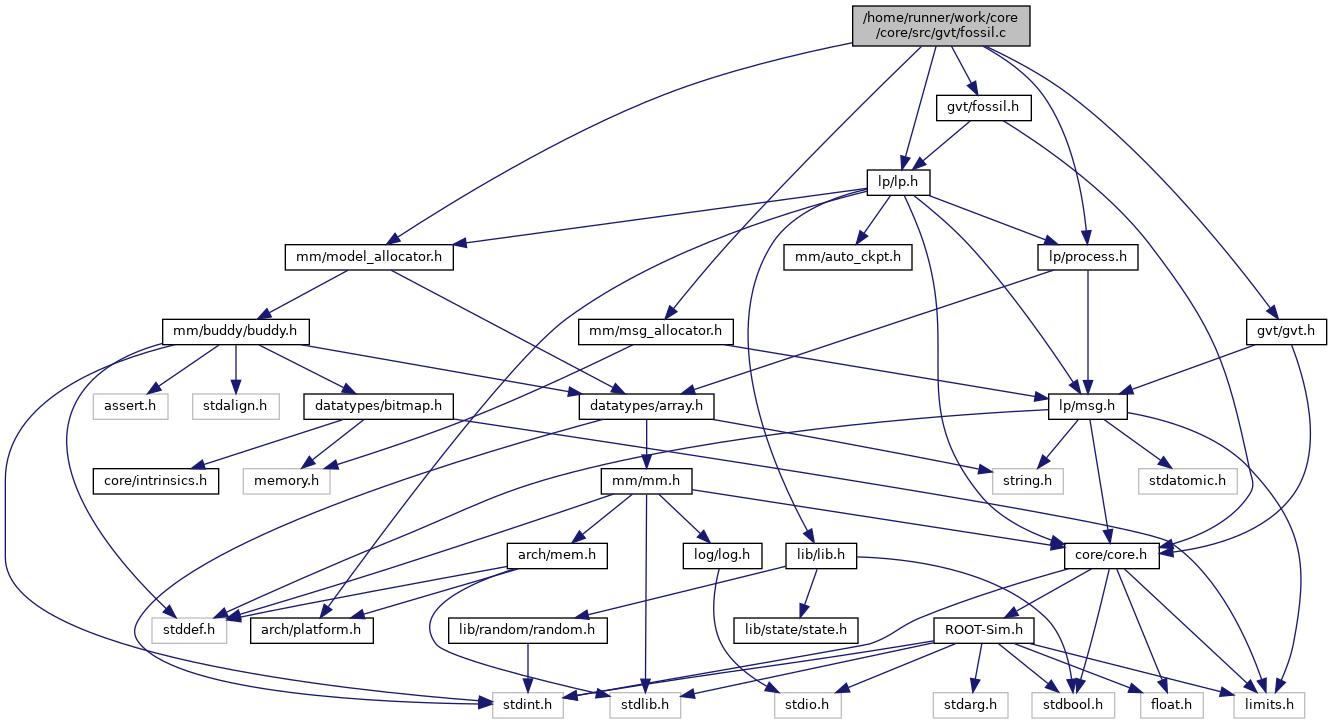 /home/runner/work/core
/core/src/gvt/fossil.c
gvt/fossil.h
lp/lp.h
mm/model_allocator.h
mm/auto_ckpt.h
lp/process.h
mm/buddy/buddy.h
mm/msg_allocator.h
gvt/gvt.h
assert.h
stdalign.h
datatypes/bitmap.h
datatypes/array.h
lp/msg.h
core/intrinsics.h
memory.h
mm/mm.h
string.h
stdatomic.h
arch/mem.h
log/log.h
lib/lib.h
core/core.h
stddef.h
arch/platform.h
lib/random/random.h
lib/state/state.h
ROOT-Sim.h
stdint.h
stdlib.h
stdio.h
stdarg.h
stdbool.h
float.h
limits.h